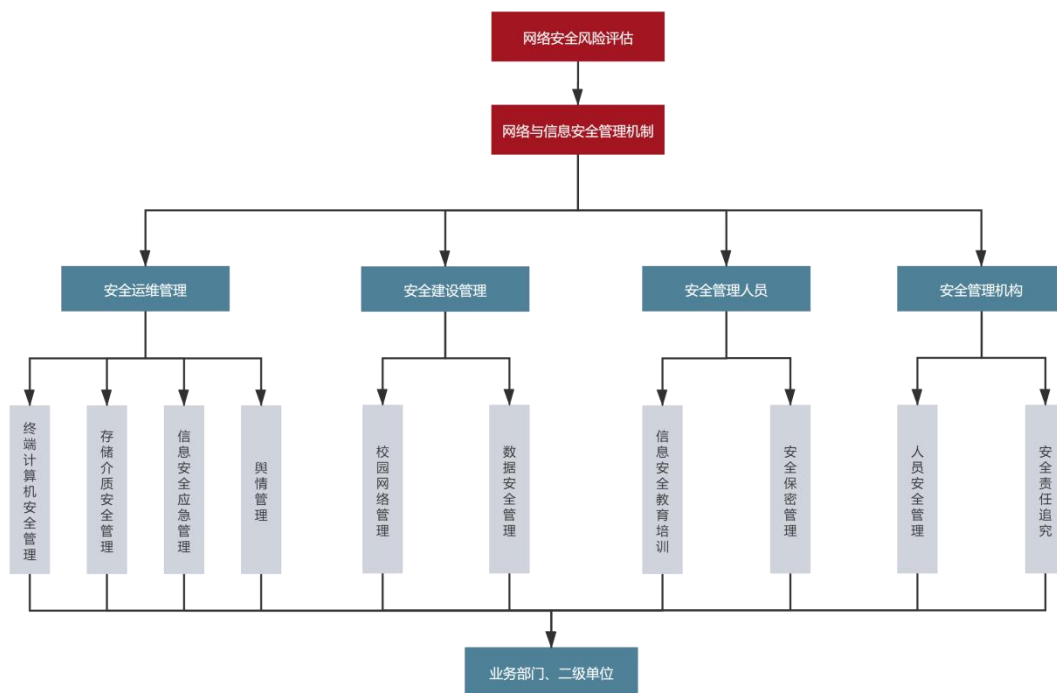 网络安全风险评估
网络与信息安全管理机制
安全运维管理
安全建设管理
安全管理人员
安全管理机构
终端计算机安全管理
存储介质安全管理
信息安全应急管理
舆情管理
校园网络管理
数据安全管理
信息安全教育培训
安全保密管理
人员安全管理
安全责任追究
业务部门、二级单位